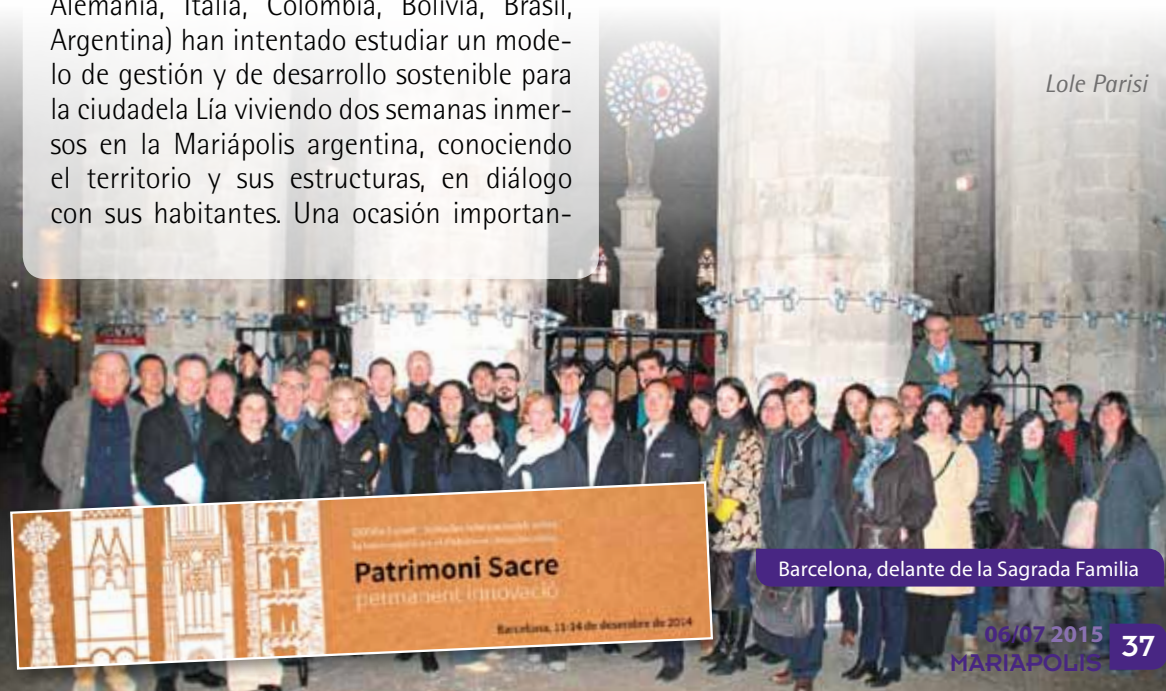 Alemania, Italia, Colombia, Bolivia, Brasil,
Argentina) han intentado estudiar un mode-
lo de gestión y de desarrollo sostenible para
la ciudadela Lía viviendo dos semanas inmer-
sos en la Mariápolis argentina, conociendo
el territorio y sus estructuras, en diálogo
con sus habitantes. Una ocasión importan-
Lole Parisi
Patrimoni Sacre
permanent innovació
Barcelona, 11-14 de desembre de 2014
Barcelona, delante de la Sagrada Familia
06/07 2015
MARIAPOLIS
37